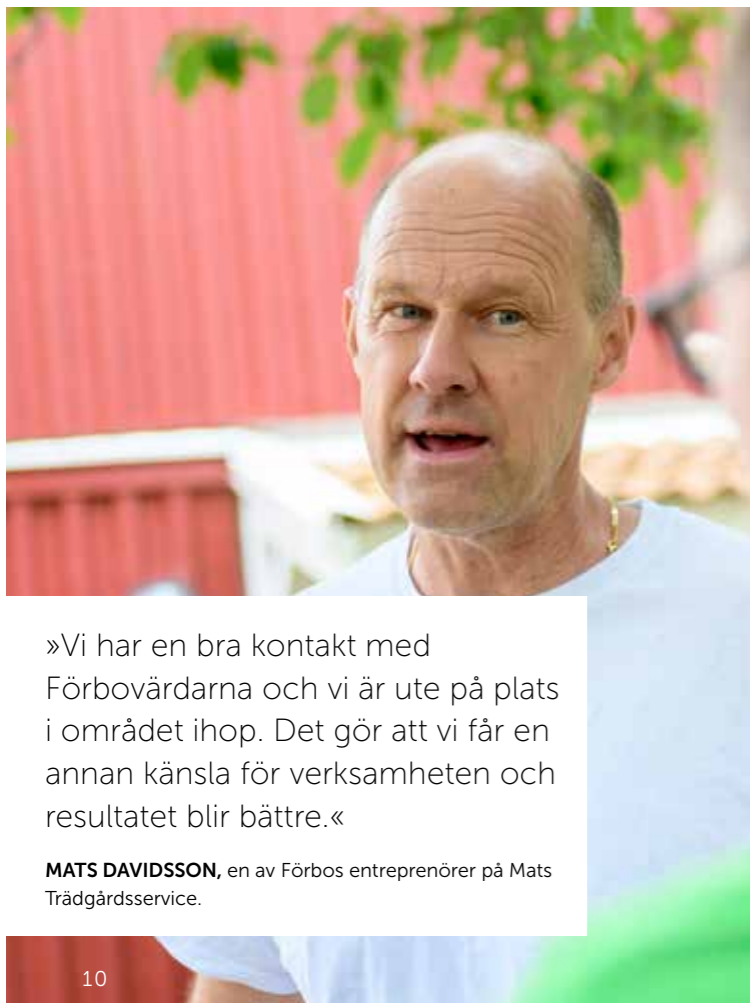 »Vi har en bra kontakt med
Förbovärdarna och vi är ute på plats
i området ihop. Det gör att vi får en
annan känsla för verksamheten och
resultatet blir bättre.«
MATS DAVIDSSON, en av Förbos entreprenörer på Mats
Trädgårdsservice.
10